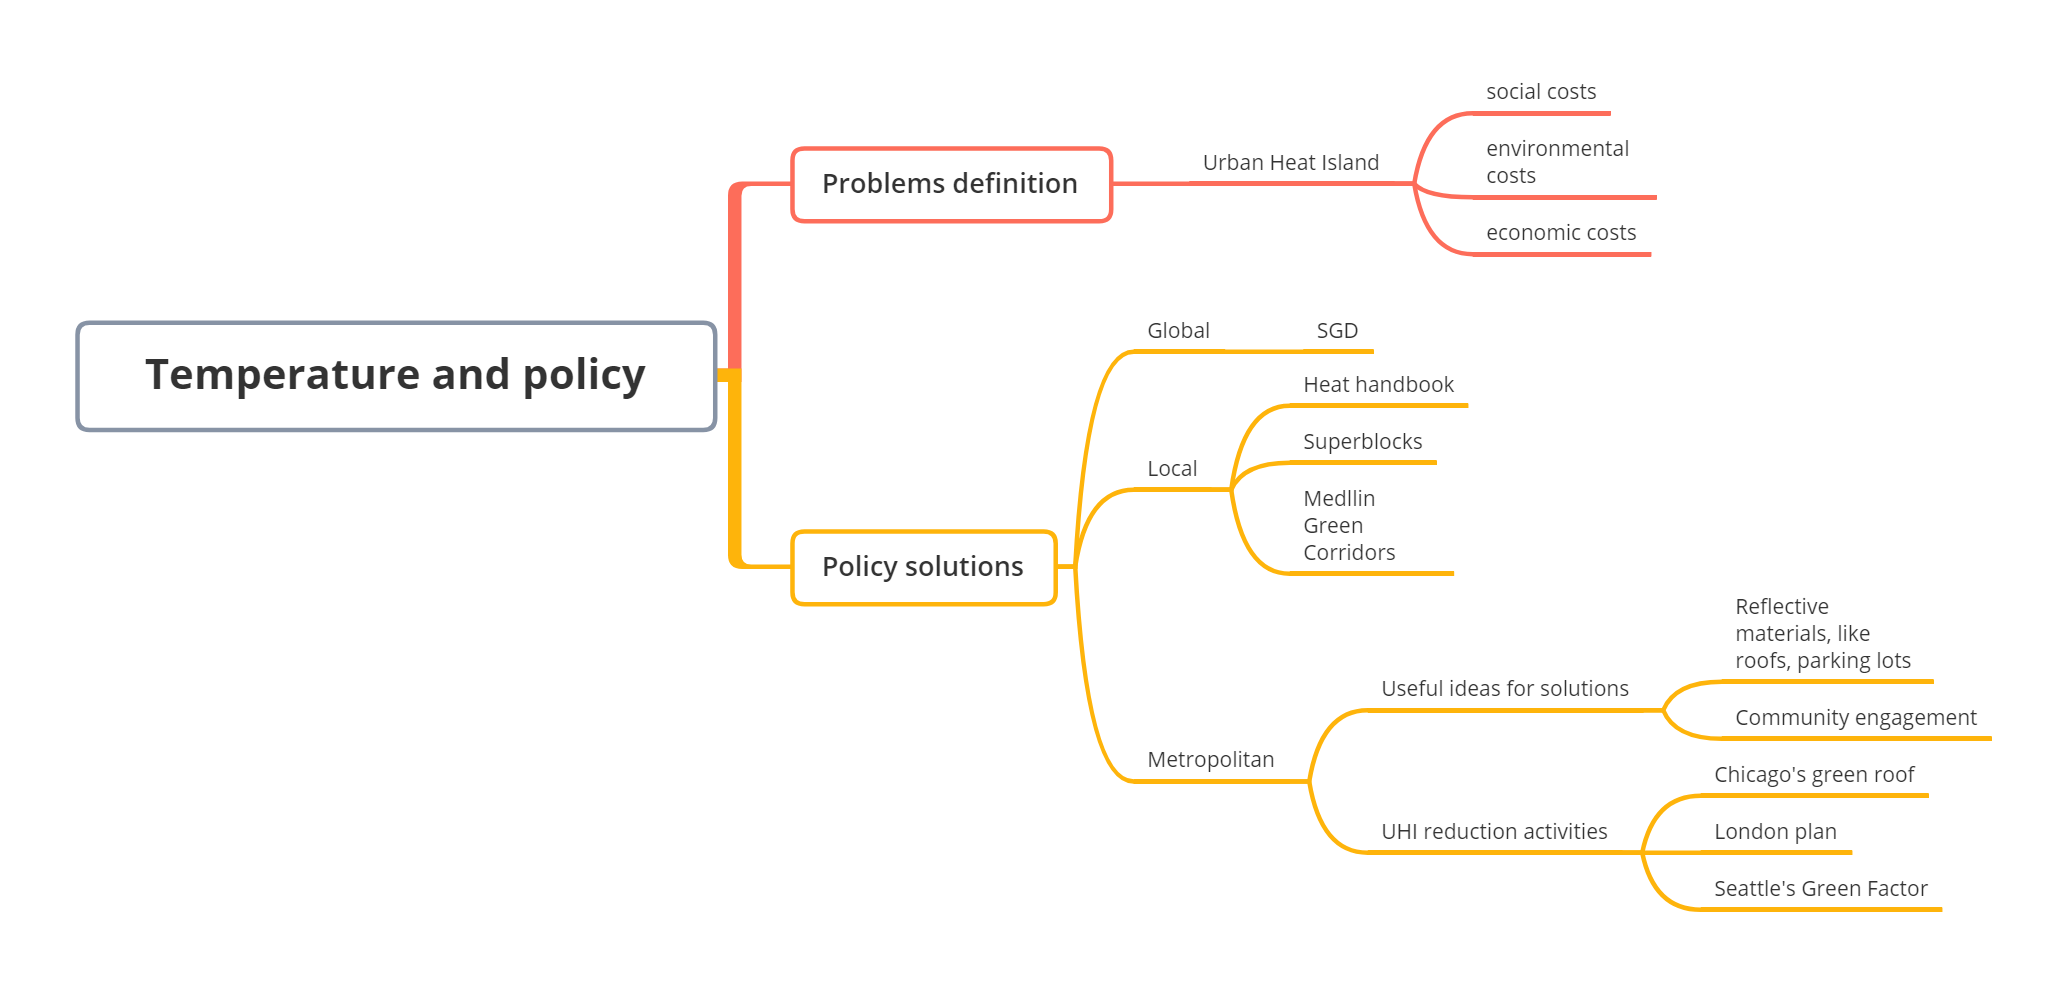 Temperature and policy
Problems definition
Urban Heat Island
social costs
environmental
costs
economic costs
Policy solutions
Global
SGD
Local
Heat handbook
Superblocks
Medllin
Green
Corridors
Metropolitan
Useful ideas for solutions
Reflective
materials, like
roofs, parking lots
Community engagement
UHI reduction activities
Chicago's green roof
London plan
Seattle's Green Factor